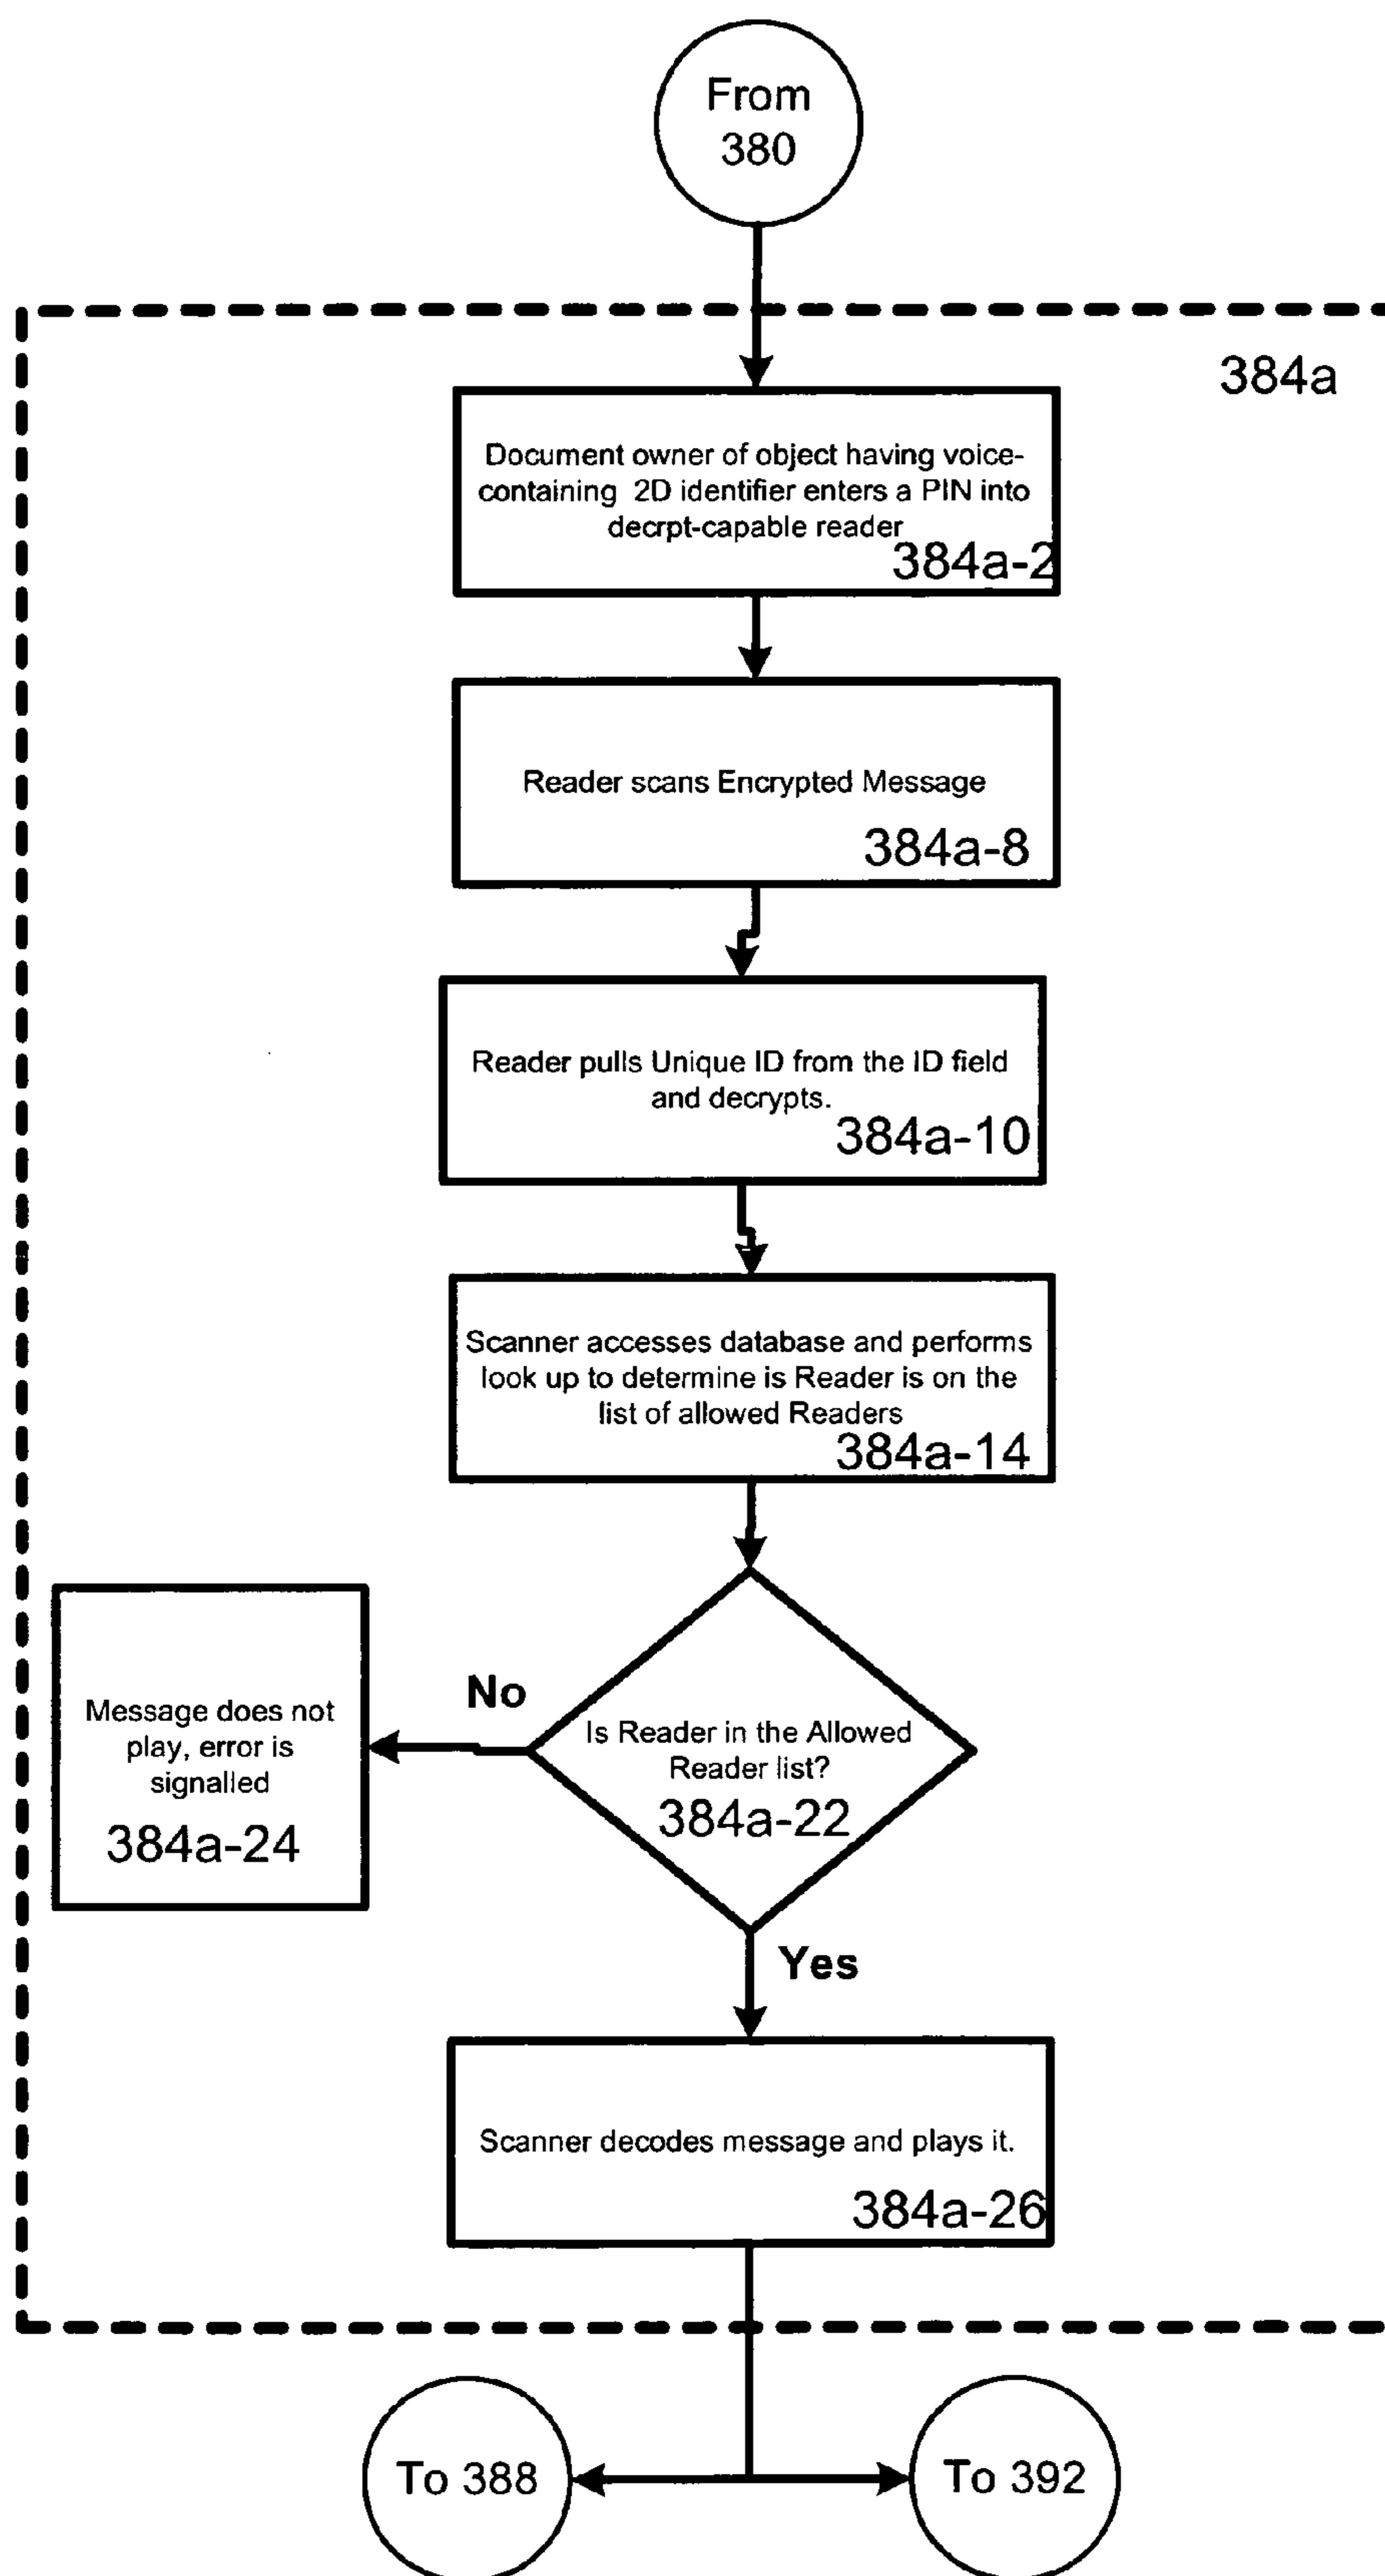 From
380
384a
Document owner of object having voice-
containing 2D identifier enters a PIN into
decrpt-capable reader
384a-2
Reader scans Encrypted Message
384a-8
Reader pulls Unique ID from the ID field
and decrypts.
384a-10
Scanner accesses database and performs
look up to determine is Reader is on the
list of allowed Readers
384a-14
Is Reader in the Allowed
Reader list?
384a-22
No
Message does not
play, error is
signalled
384a-24
Yes
Scanner decodes message and plays it.
384a-26
To 388
To 392